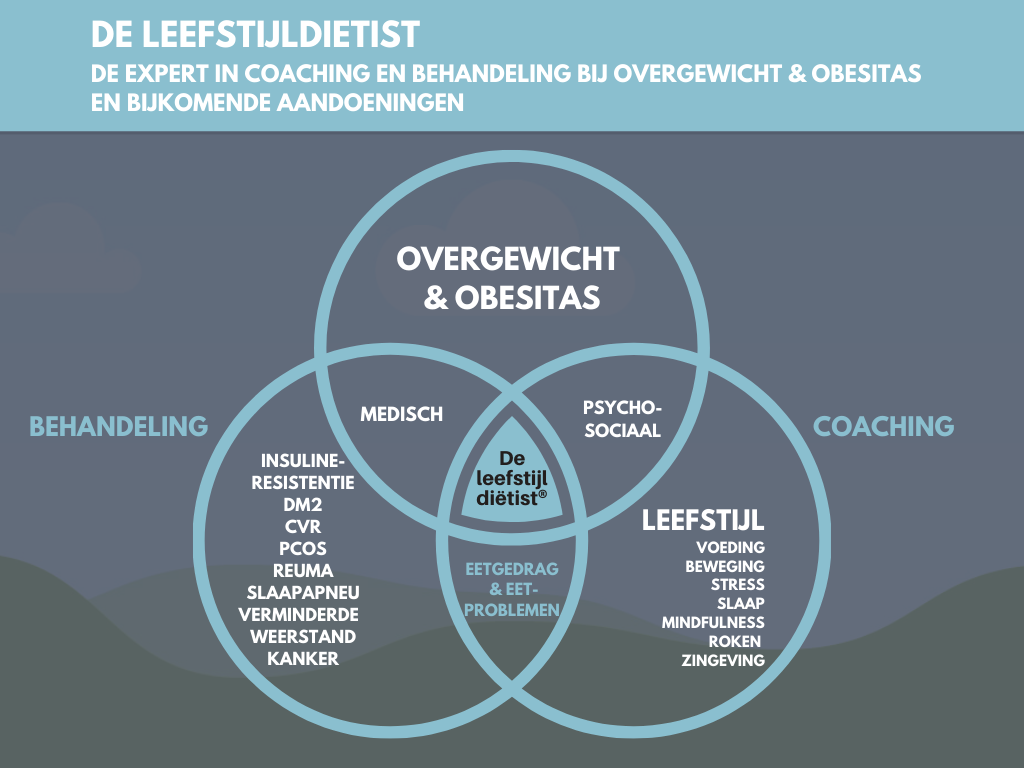 DE LEEFSTIJLDIETIST
DE EXPERT IN COACHING EN BEHANDELING BIJ OVERGEWICHT & OBESITAS
EN BIJKOMENDE AANDOENINGEN
OVERGEWICHT
& OBESITAS
BEHANDELING
MEDISCH
PSYCHO-
SOCIAAL
COACHING
De
leefstijl
diëtist®
INSULINE-
RESISTENTIE
DM2
CVR
PCOS
REUMA
SLAAPAPNEU
VERMINDERDE
WEERSTAND
KANKER
EETGEDRAG
& EET-
PROBLEMEN
LEEFSTIJL
VOEDING
BEWEGING
STRESS
SLAAP
MINDFULNESS
ROKEN
ZINGEVING